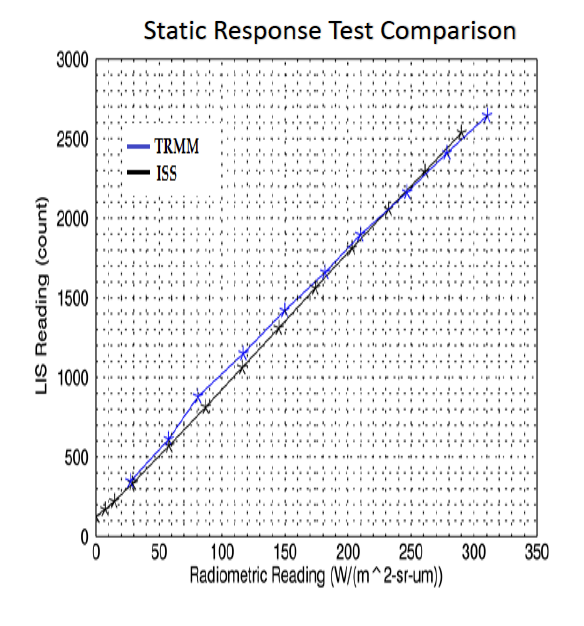 Static Response Test Comparison
3000
2500
2000
1500
1000
500
0
LIS Reading (count)
TRMM
ISS
0 50 100 150 200 250 300 350
Radiometric Reading (W/(m^2-sr-um))